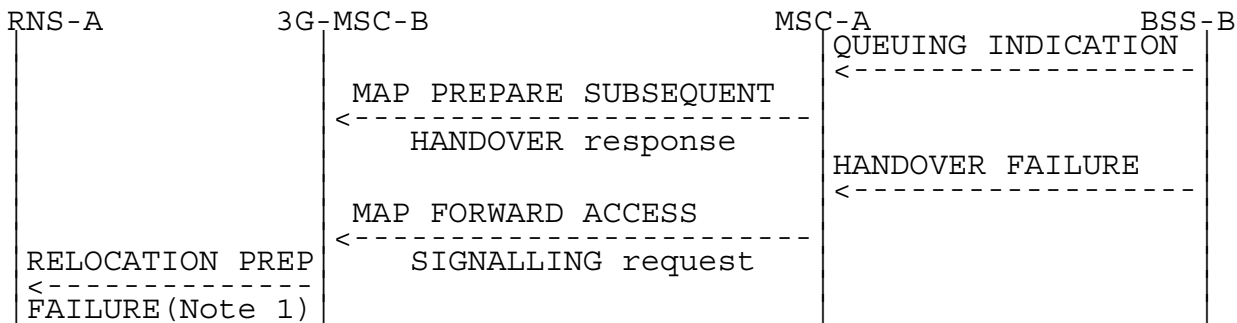 RNS-A 3G-MSC-B MSC-A BSS-B
QUEUING INDICATION
MAP PREPARE SUBSEQUENT
HANDOVER response
HANDOVER FAILURE
MAP FORWARD ACCESS
SIGNALLING request
RELOCATION PREP
FAILURE(Note 1)